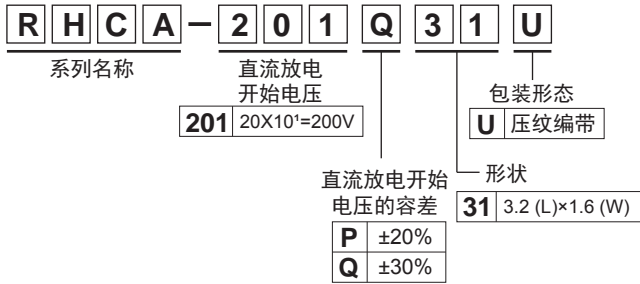 RHCA-201Q31U
系列名称
直流放电
开始电压
201 20X10¹=200V
包装形态
U 压纹编带
形状
31 3.2 (L)×1.6 (W)
直流放电开始
电压的容差
P ±20%
Q ±30%